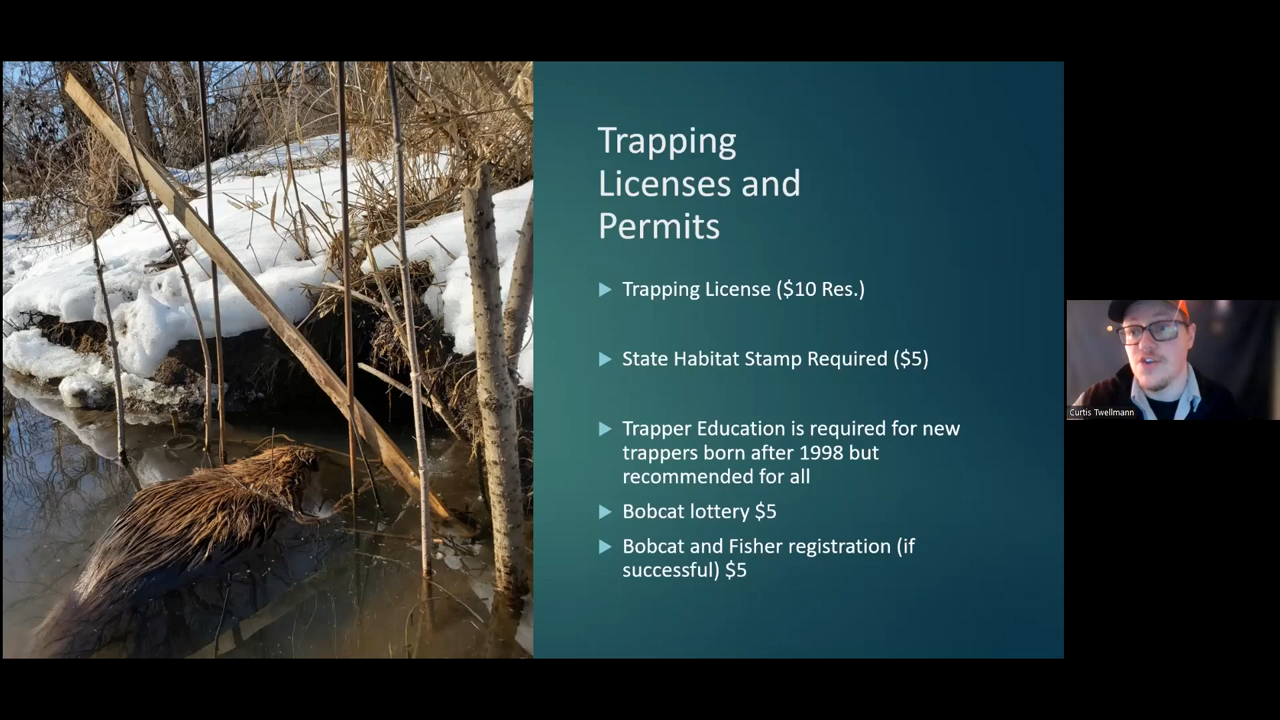 Trapping
Licenses and
Permits
Trapping License ($10 Res.)
State Habitat Stamp Required ($5)
Trapper Education is required for new
trappers born after 1998 but
recommended for all
Bobcat lottery $5
Bobcat and Fisher registration (if
successful) $5
Curtis Twellmann